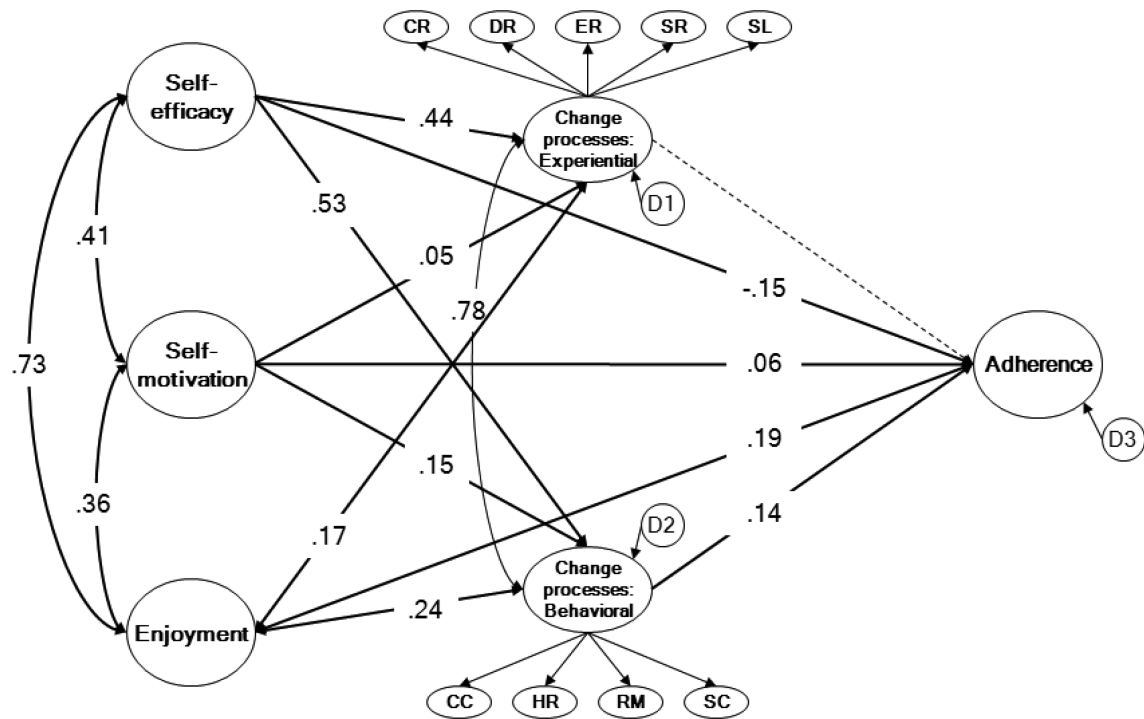 CR DR ER SR SL
Self-
efficacy
.44
Change
processes:
Experiential
D1
.53
.41
.05
-.15
.78
.73
Self-
motivation
.06
Adherence
D3
.19
.15
.36
.14
.17
D2
Change
processes:
Behavioral
.24
Enjoyment
CC HR RM SC